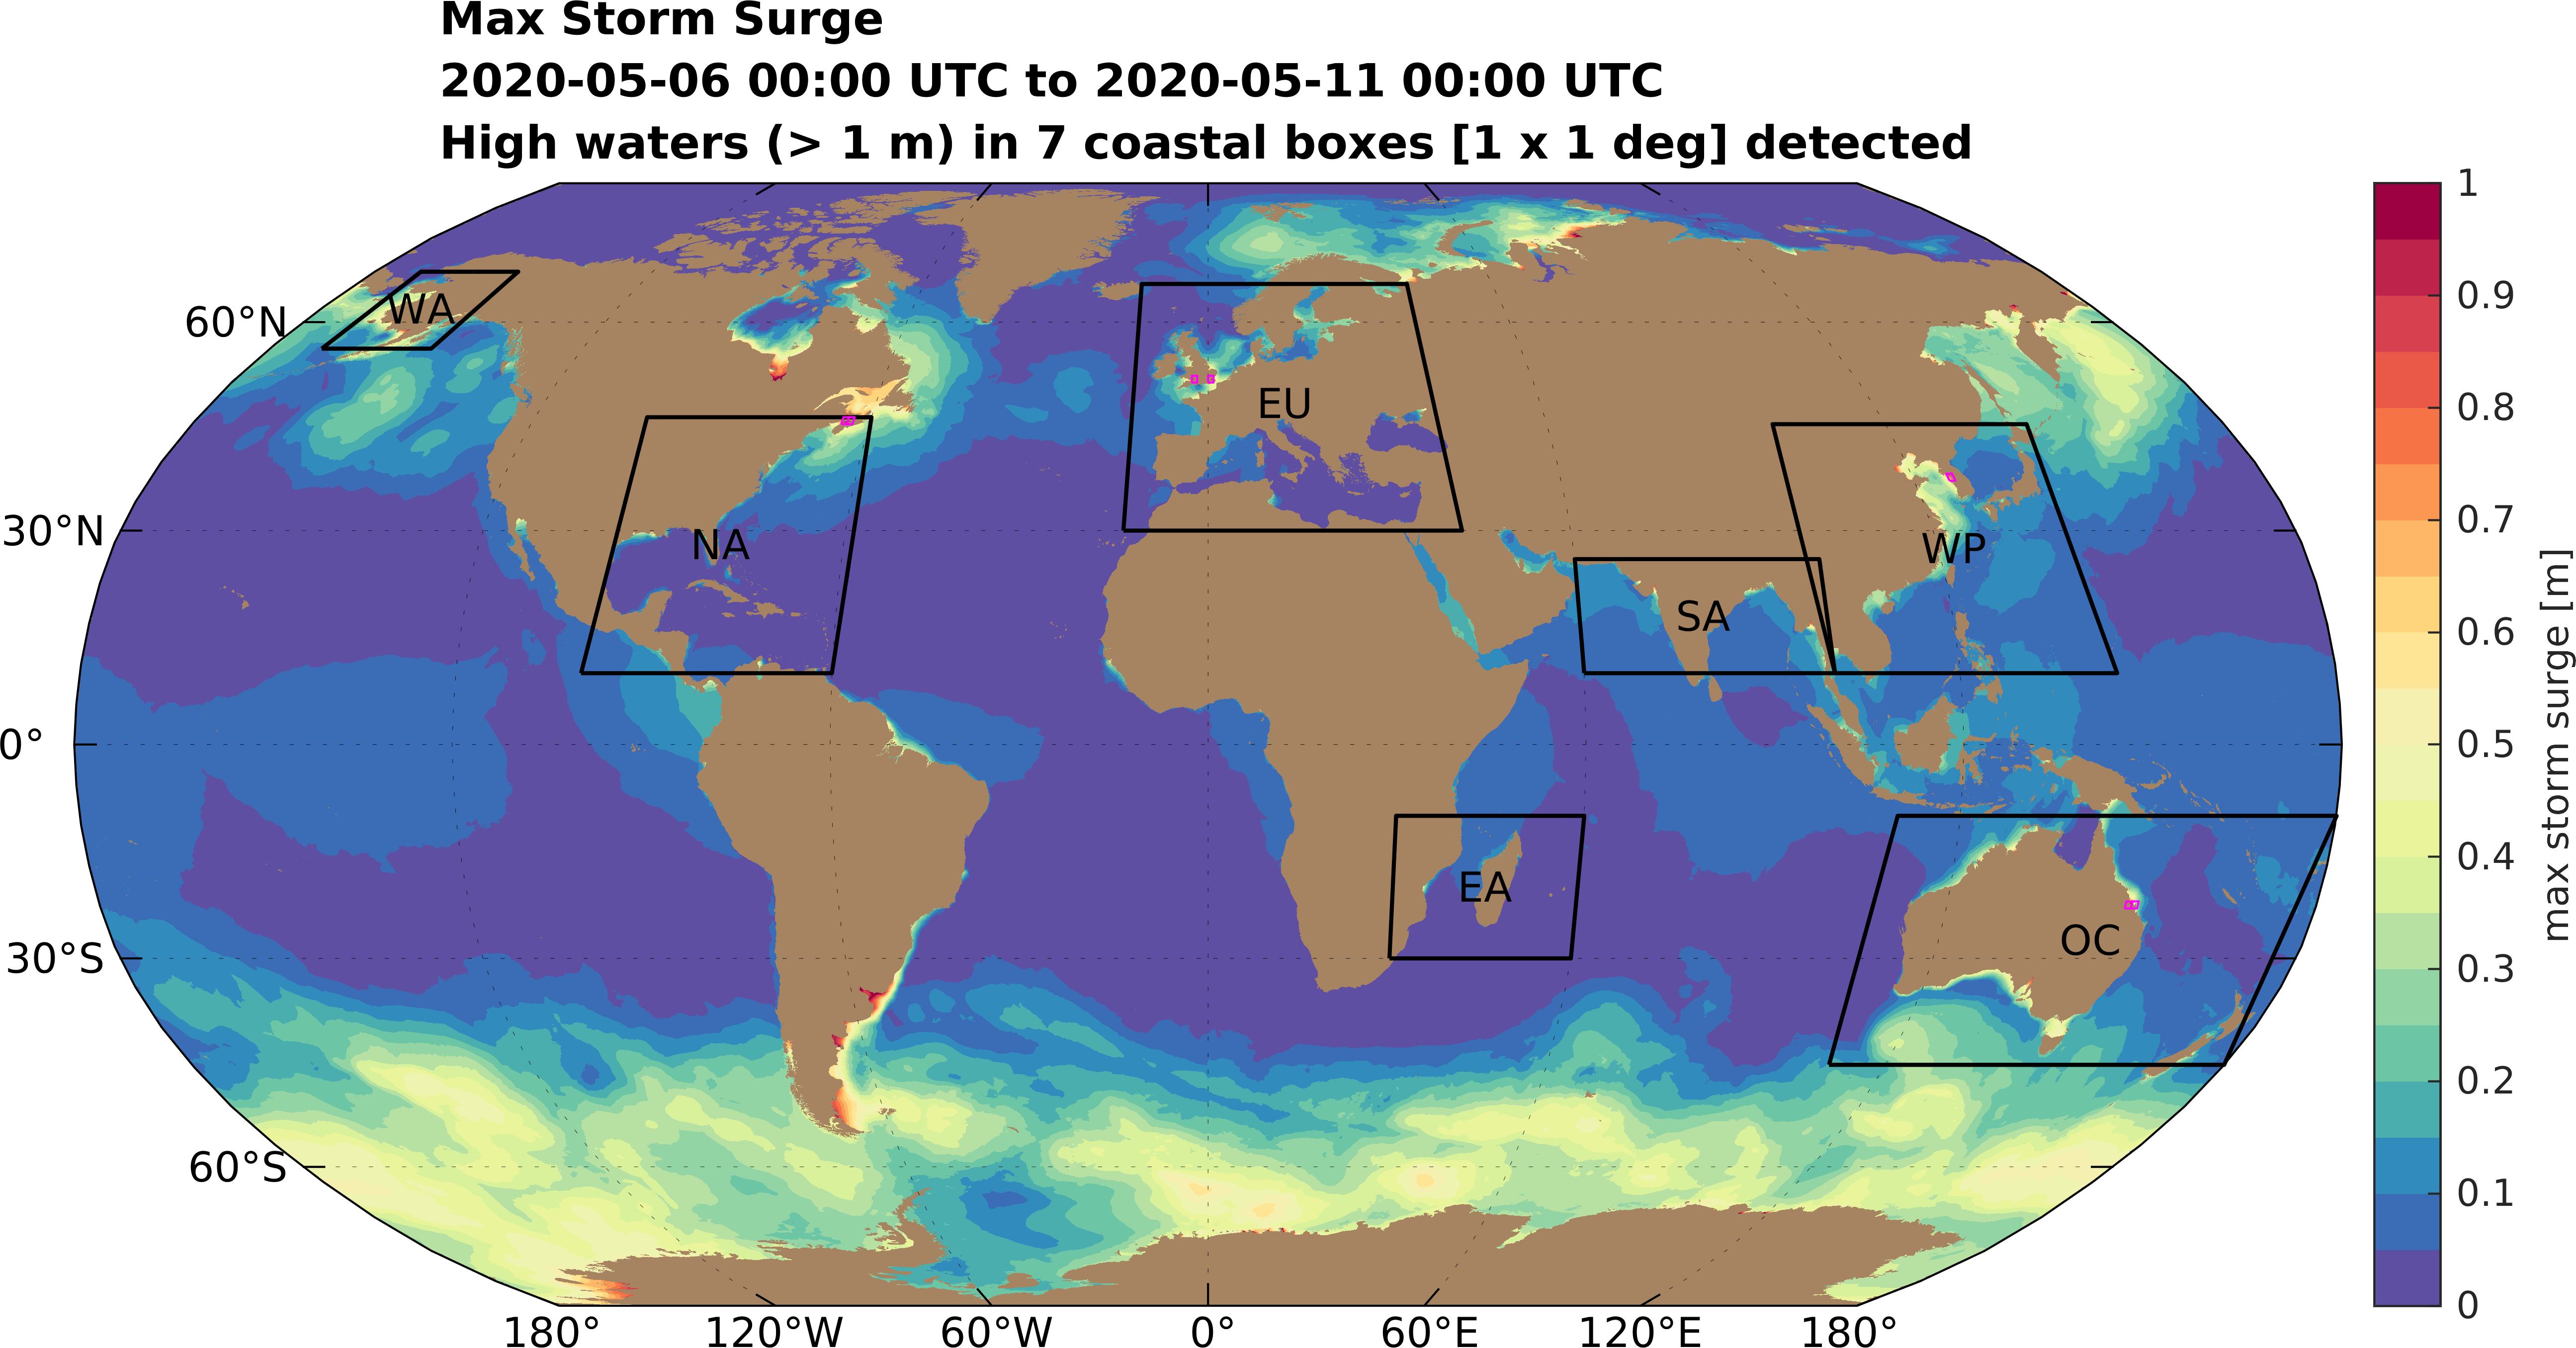 Max Storm Surge
2020-05-06 00:00 UTC to 2020-05-11 00:00 UTC
High waters (> 1 m) in 7 coastal boxes [1 x 1 deg] detected
60°N
30°N
0°
30°S
60°S
WA
NA
EU
SA
WP
EA
OC
180°
120°W
60°W
0°
60°E
120°E
180°
1
0.9
0.8
0.7
0.6
0.5
0.4
0.3
0.2
0.1
0
max storm surge [m]